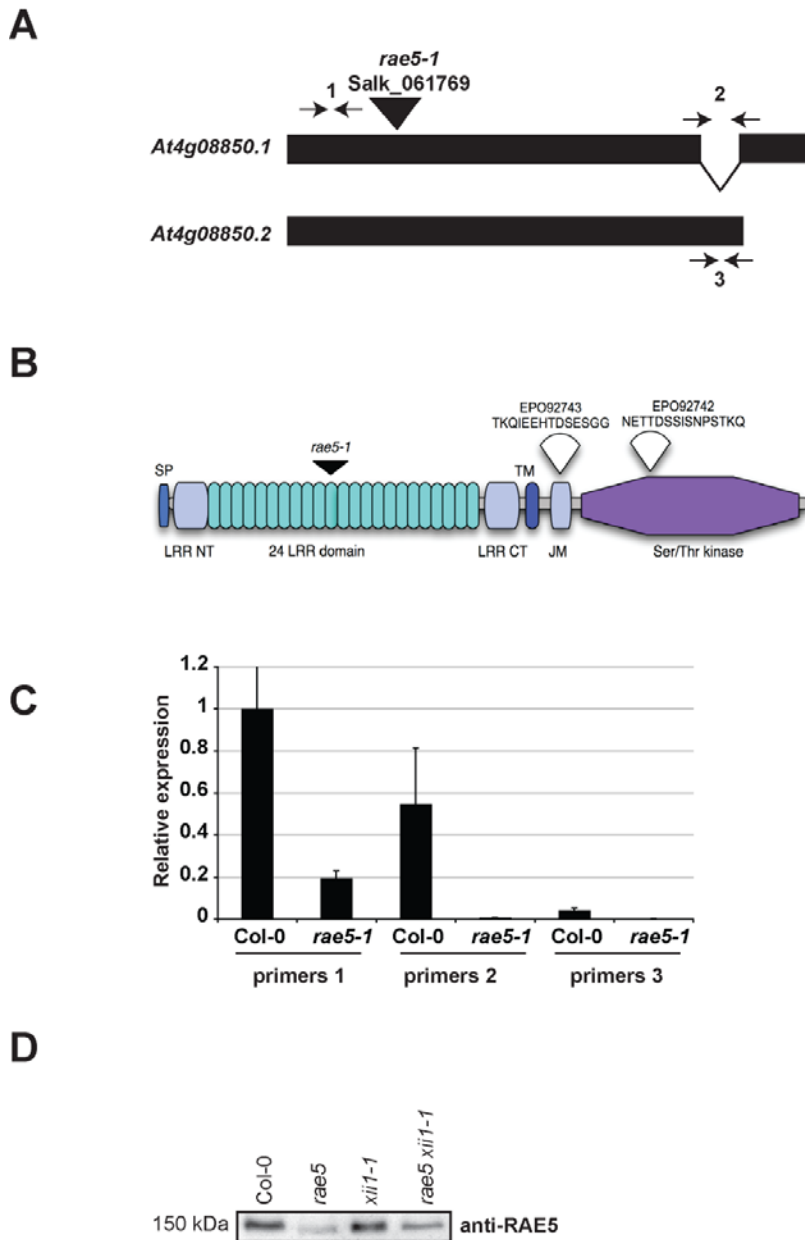 A
rae5-1
Salk_061769
1
2
At4g08850.1
At4g08850.2
3
B
EPO92743
TKQIEEHTDSESGG
EPO92742
NETTDSSISNPSTKQ
rae5-1
SP
TM
LRR NT
24 LRR domain
LRR CT
JM
Ser/Thr kinase
C
Relative expression
1.2
1
0.8
0.6
0.4
0.2
0
Col-0 rae5-1 Col-0 rae5-1 Col-0 rae5-1
primers 1 primers 2 primers 3
D
Col-0
rae5
xii1-1
rae5 xii1-1
150 kDa
anti-RAE5